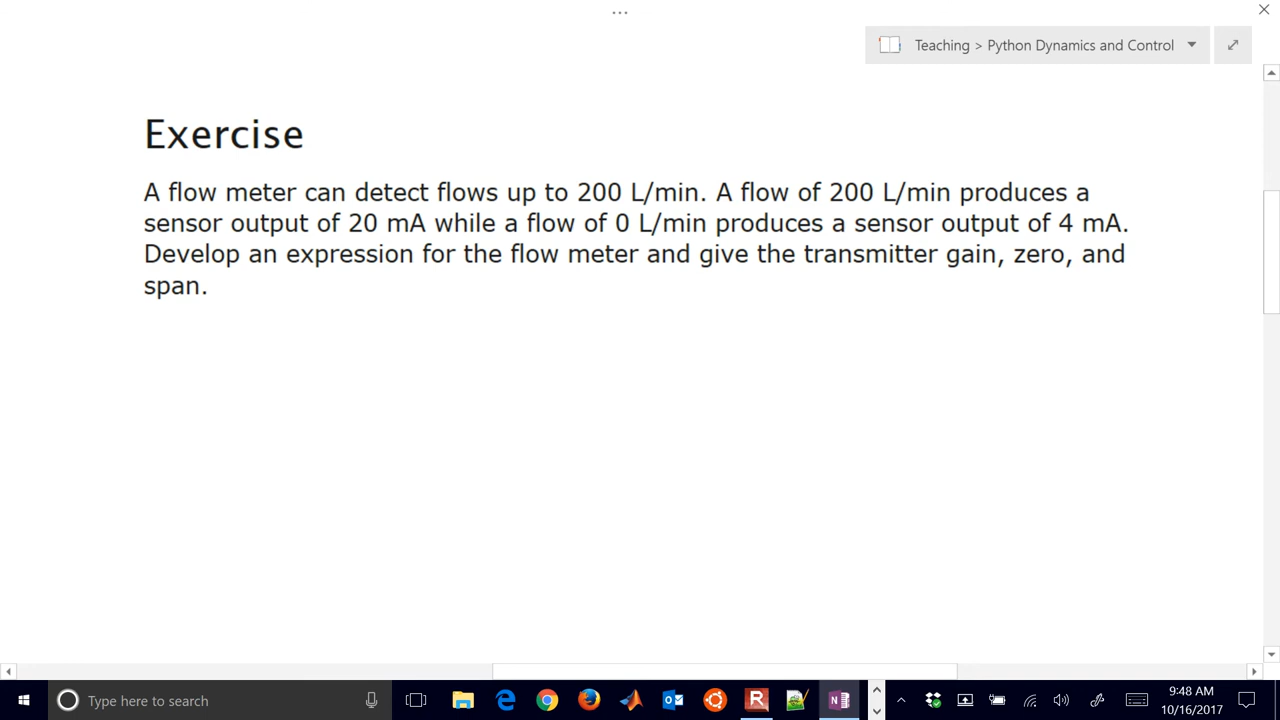 ...
Teaching > Python Dynamics and Control
Exercise
A flow meter can detect flows up to 200 L/min. A flow of 200 L/min produces a
sensor output of 20 mA while a flow of 0 L/min produces a sensor output of 4 mA.
Develop an expression for the flow meter and give the transmitter gain, zero, and
span.
Type here to search
9:48 AM
10/16/2017